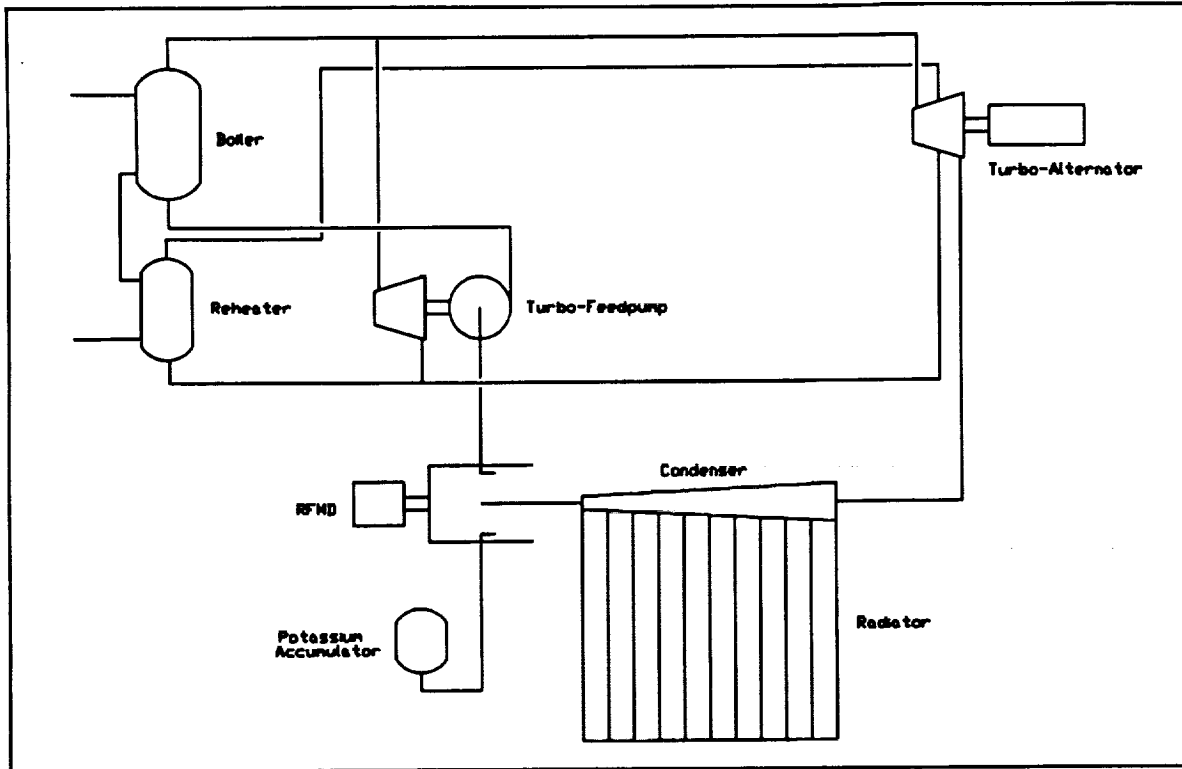 Boiler
Turbo-Alternator
Reheater
Turbo-Feedpump
Condenser
RFMD
Radiator
Potassium
Accumulator